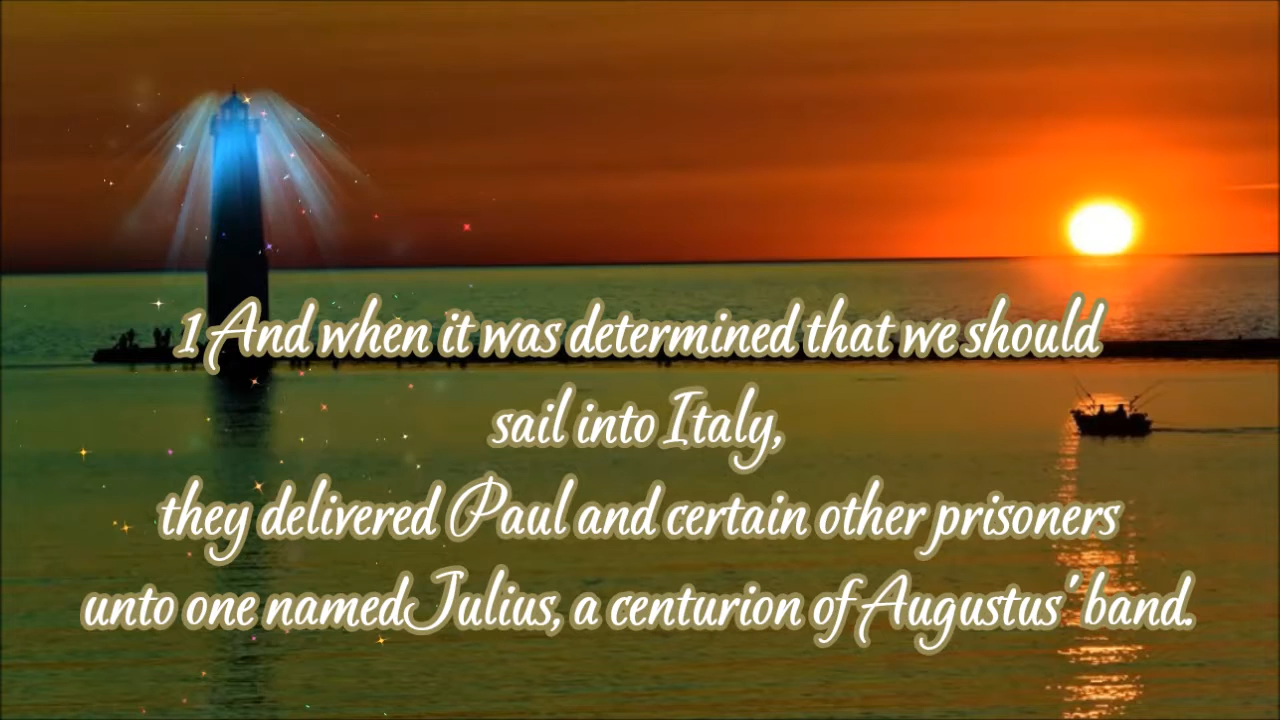 1 And when it was determined that we should
sail into Italy,
they delivered Paul and certain other prisoners
unto one named Julius, a centurion of Augustus' band.